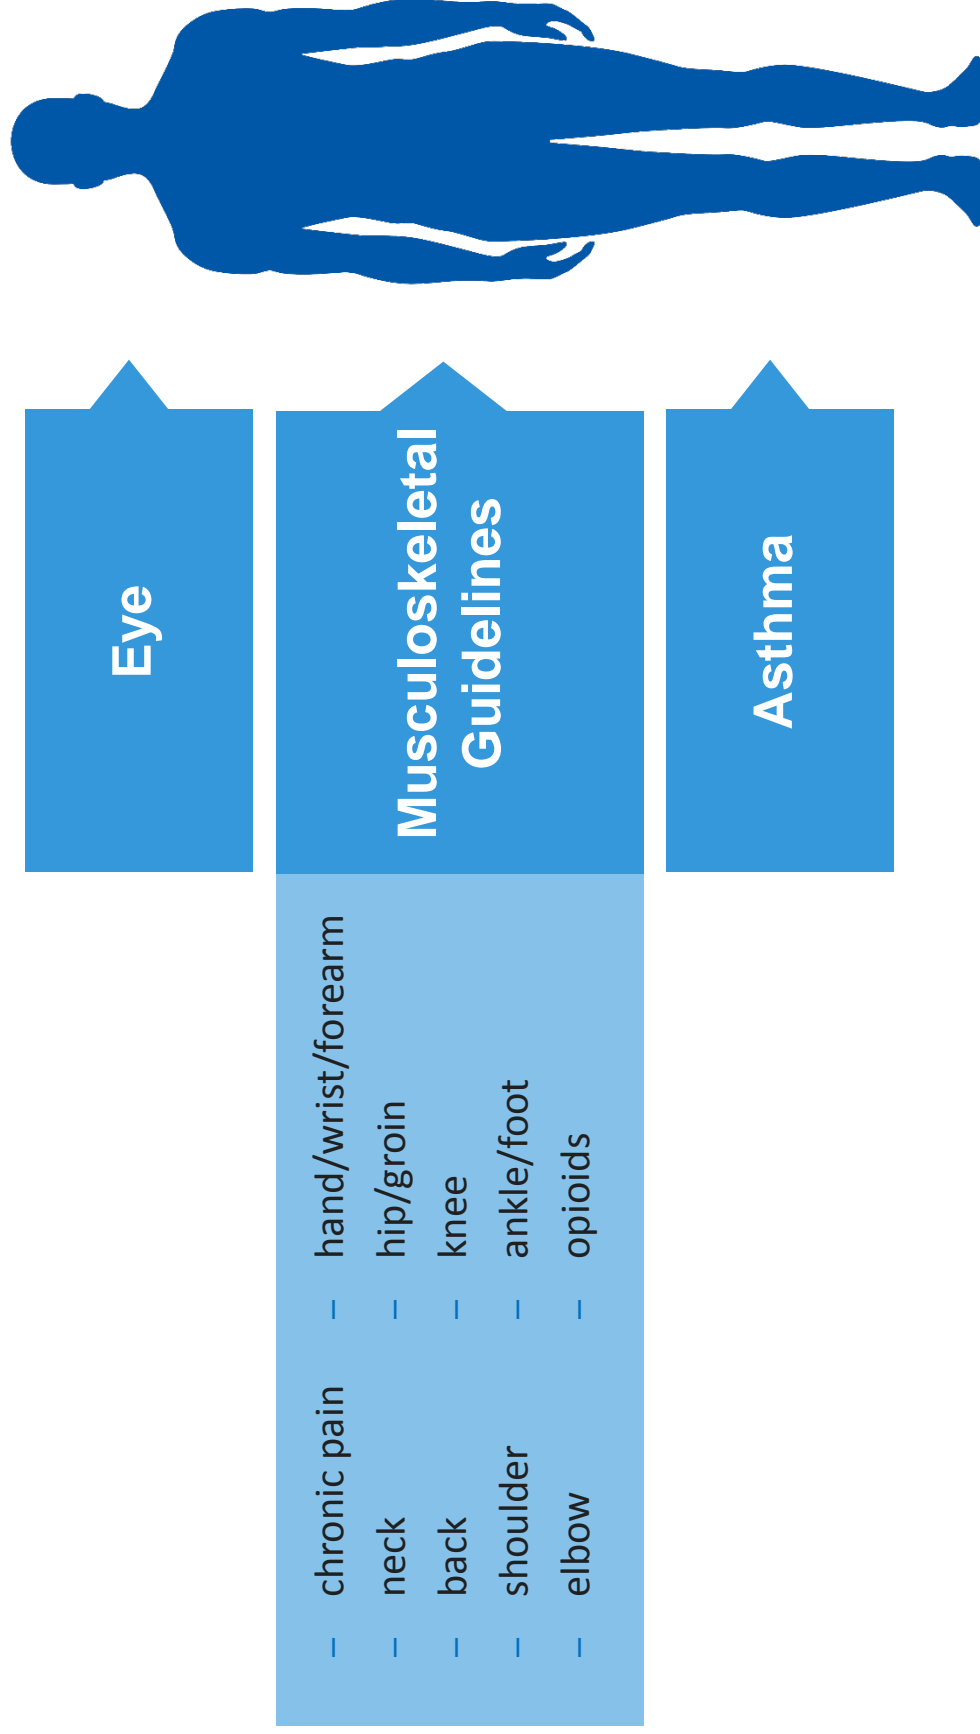 Eye
Musculoskeletal
Guidelines
– chronic pain
– neck
– back
– shoulder
– elbow
– hand/wrist/forearm
– hip/groin
– knee
– ankle/foot
– opioids
Asthma